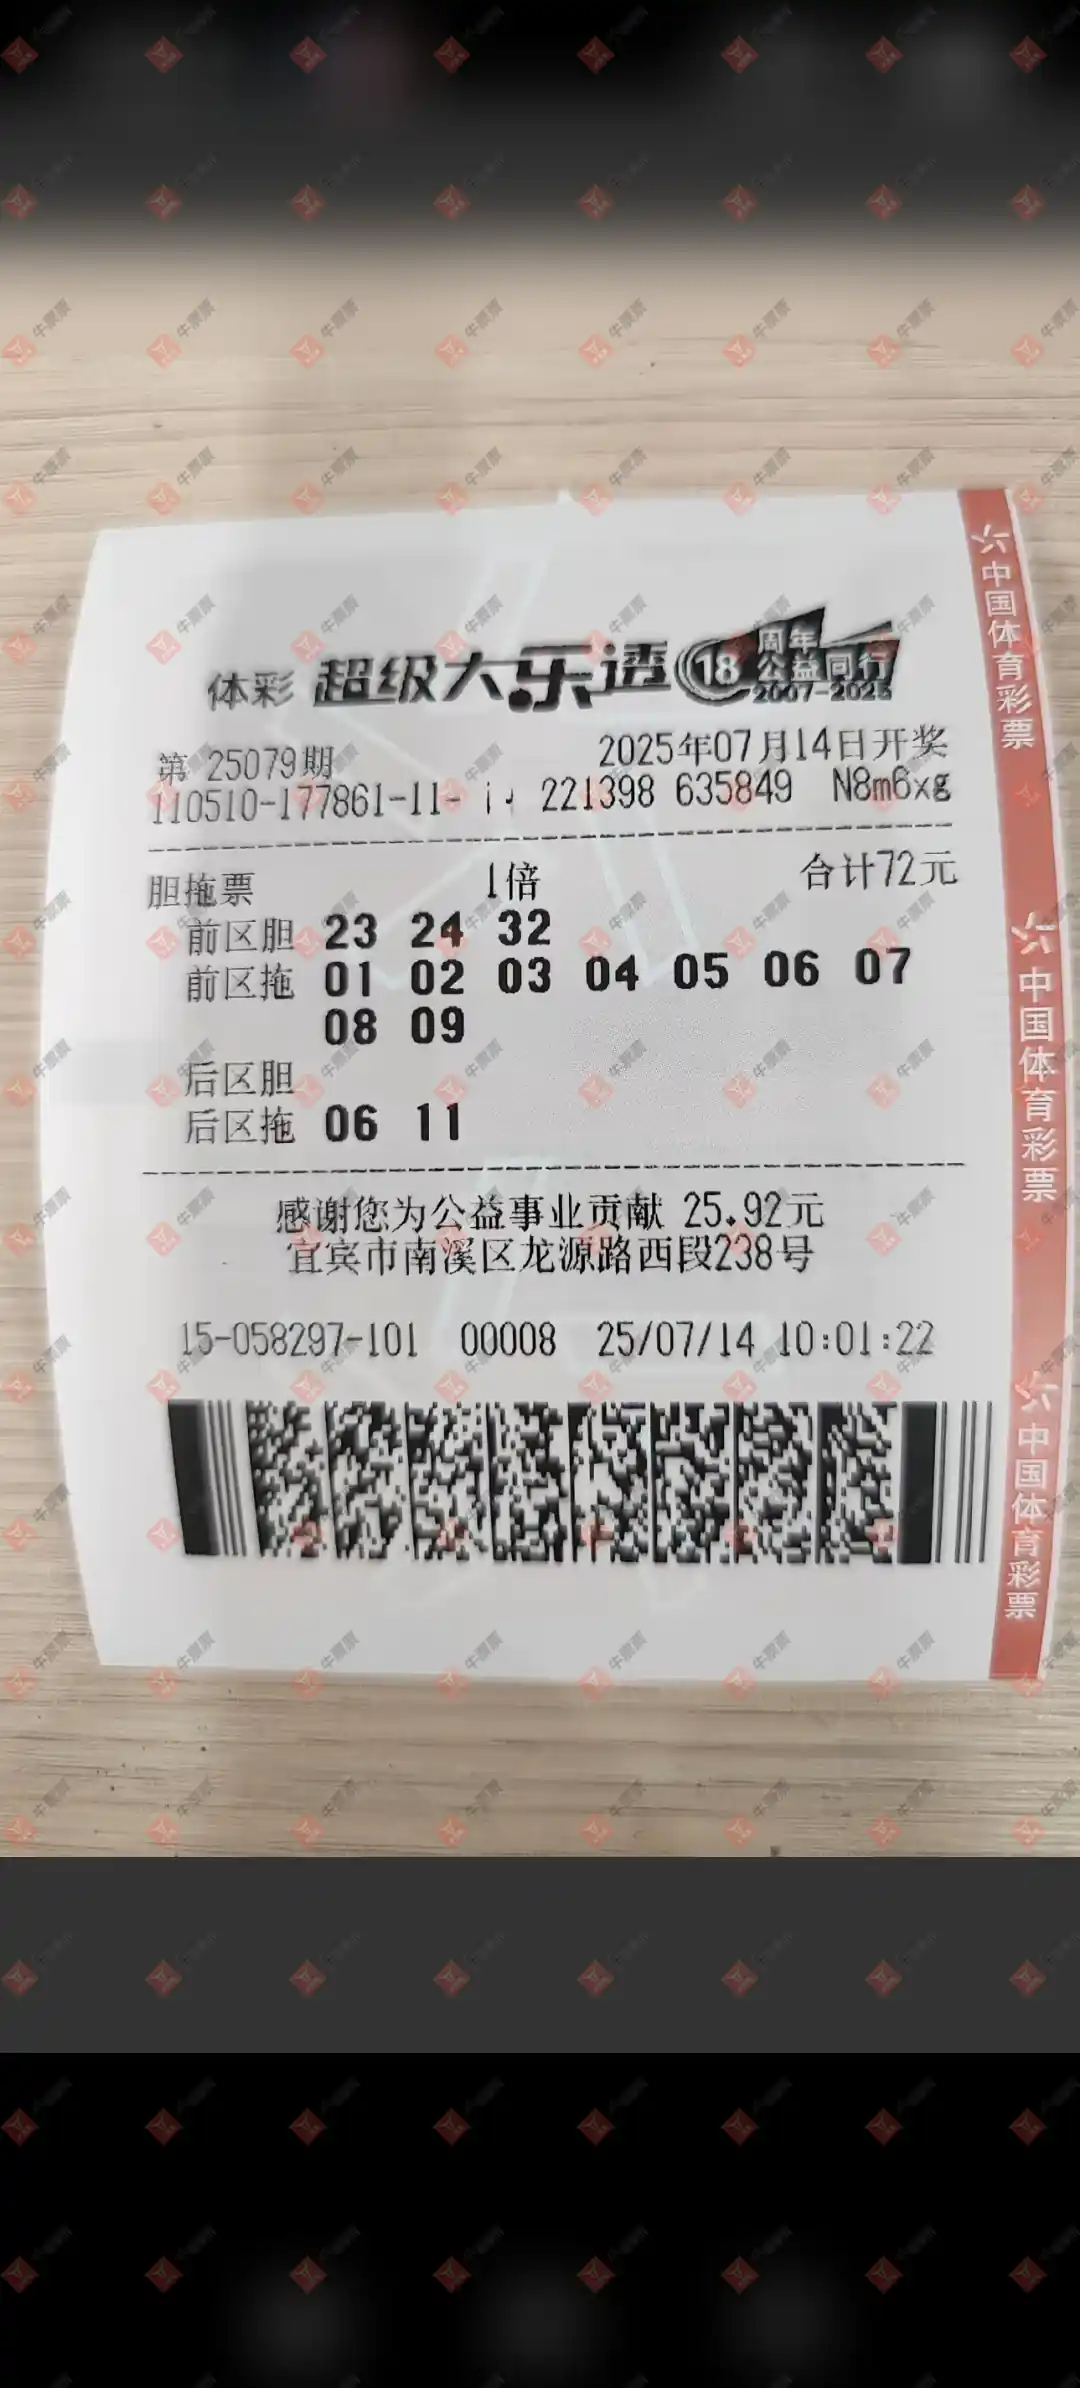 体彩 超级大乐透 18 周年 公益同行 2007-2025
第 25079期 2025年07月14日开奖
110510-177861-11- 221398 635849 N8m6xg
胆拖票 1倍 合计72元
前区胆 23 24 32
前区拖 01 02 03 04 05 06 07
08 09
后区胆
后区拖 06 11
感谢您为公益事业贡献 25.92元
宜宾市南溪区龙源路西段238号
15-058297-101 00008 25/07/14 10:01:22
中国体育彩票
中国体育彩票
中国体育彩票
牛票票